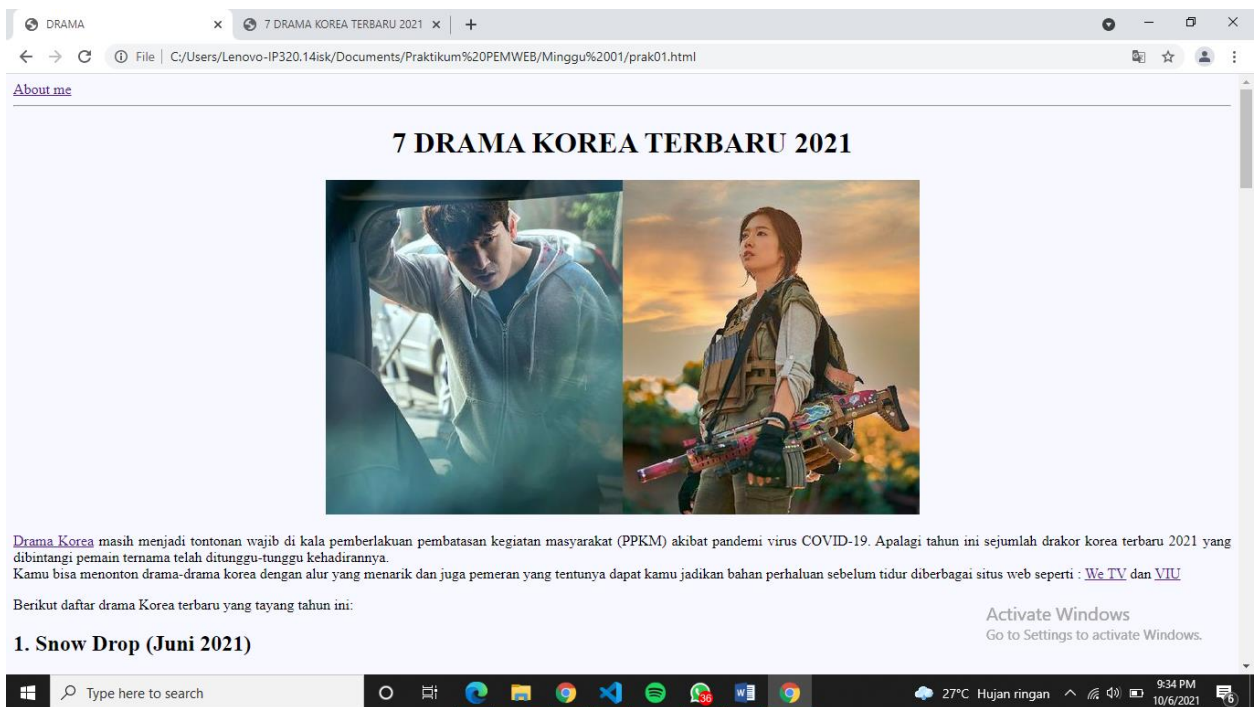 DRAMA
7 DRAMA KOREA TERBARU 2021
File | C:/Users/Lenovo-IP320.14isk/Documents/Praktikum%20PEMWEB/Minggu%2001/prak01.html
About me
7 DRAMA KOREA TERBARU 2021
Drama Korea masih menjadi tontonan wajib di kala pemberlakuan pembatasan kegiatan masyarakat (PPKM) akibat pandemi virus COVID-19. Apalagi tahun ini sejumlah drakor korea terbaru 2021 yang
dibintangi pemain ternama telah ditunggu-tunggu kehadirannya.
Kamu bisa menonton drama-drama korea dengan alur yang menarik dan juga pemeran yang tentunya dapat kamu jadikan bahan perhaluan sebelum tidur diberbagai situs web seperti : We TV dan VIU
Berikut daftar drama Korea terbaru yang tayang tahun ini:
1. Snow Drop (Juni 2021)
Activate Windows
Go to Settings to activate Windows.
Type here to search
36
27°C Hujan ringan
9:34 PM
10/6/2021
6